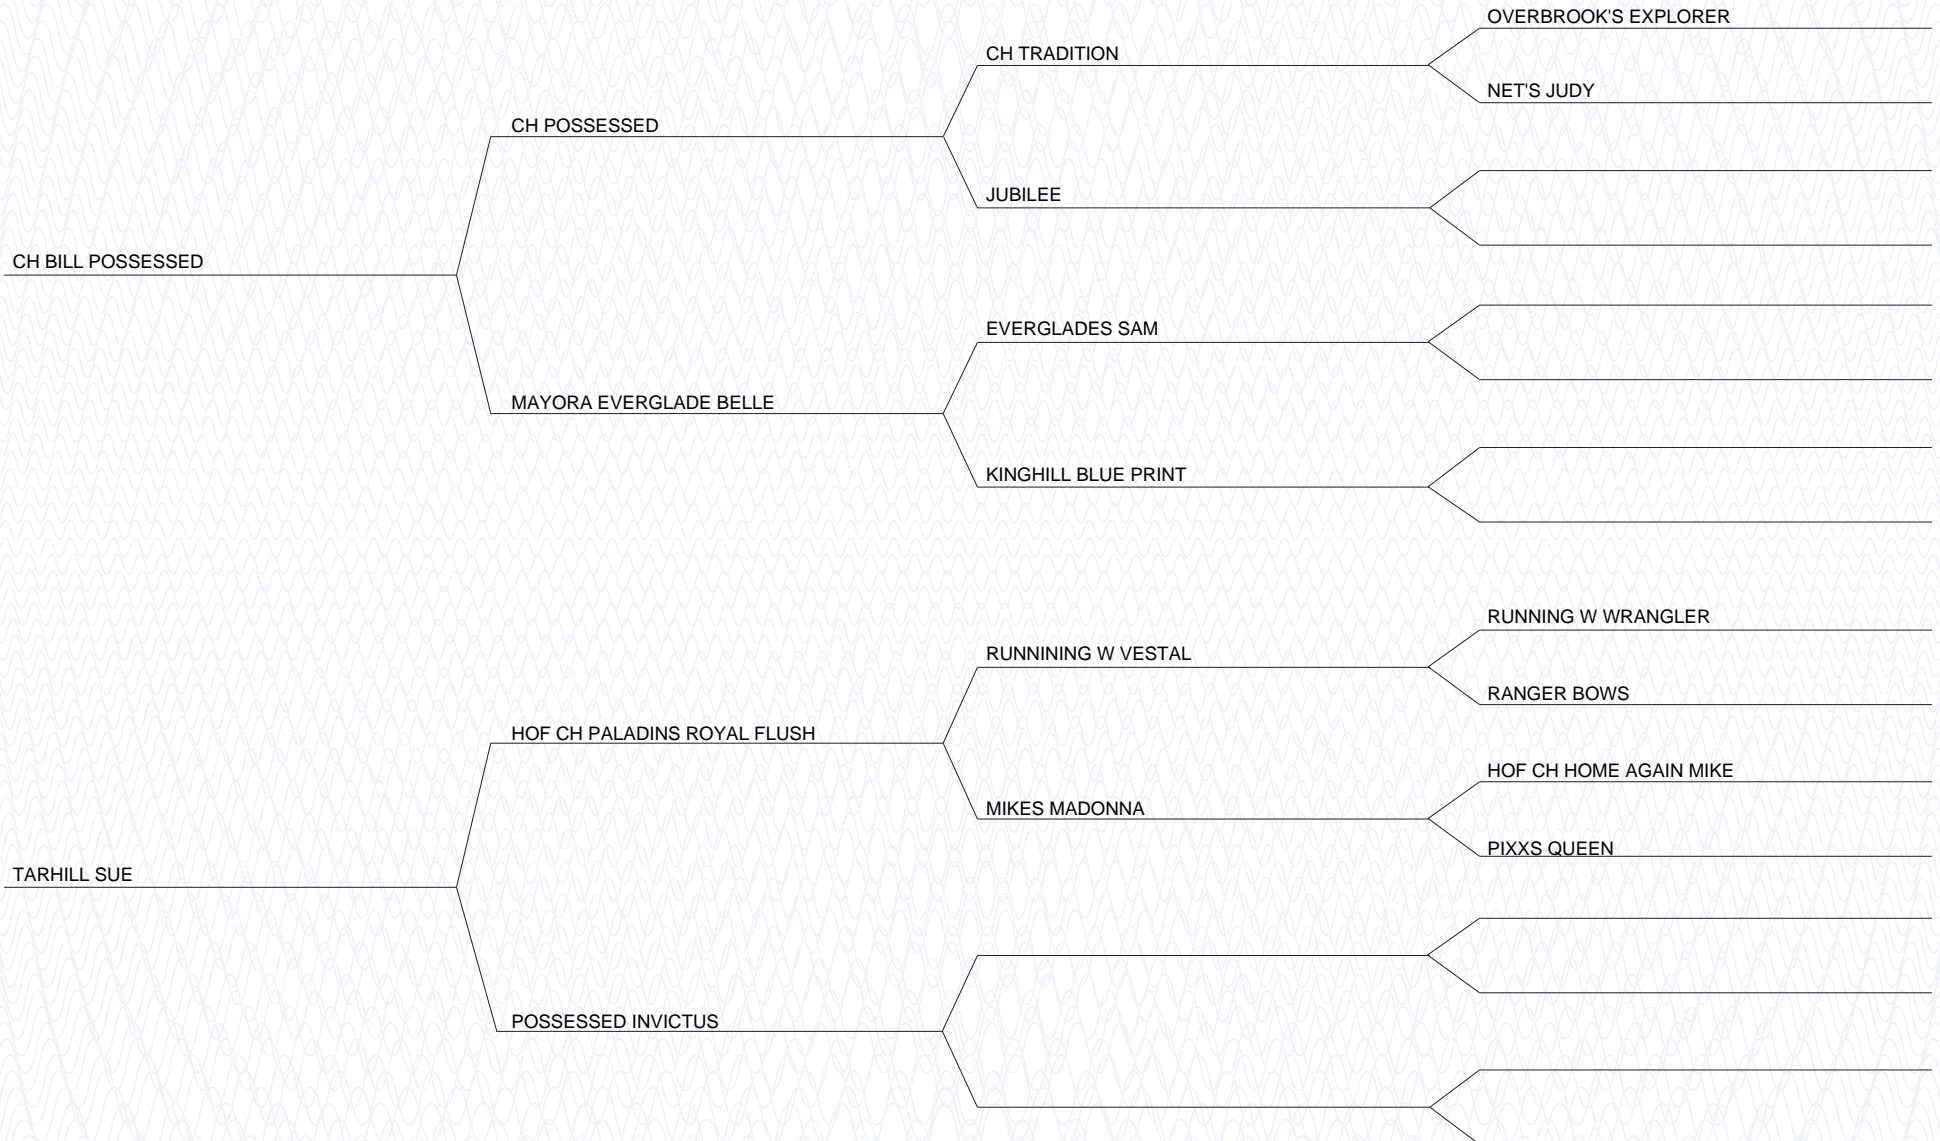 OVERBROOK'S EXPLORER
CH TRADITION
NET'S JUDY
CH POSSESSED
JUBILEE
CH BILL POSSESSED
EVERGLADES SAM
MAYORA EVERGLADE BELLE
KINGHILL BLUE PRINT
RUNNING W WRANGLER
RUNNINING W VESTAL
RANGER BOWS
HOF CH PALADINS ROYAL FLUSH
HOF CH HOME AGAIN MIKE
MIKES MADONNA
PIXXS QUEEN
TARHILL SUE
POSSESSED INVICTUS